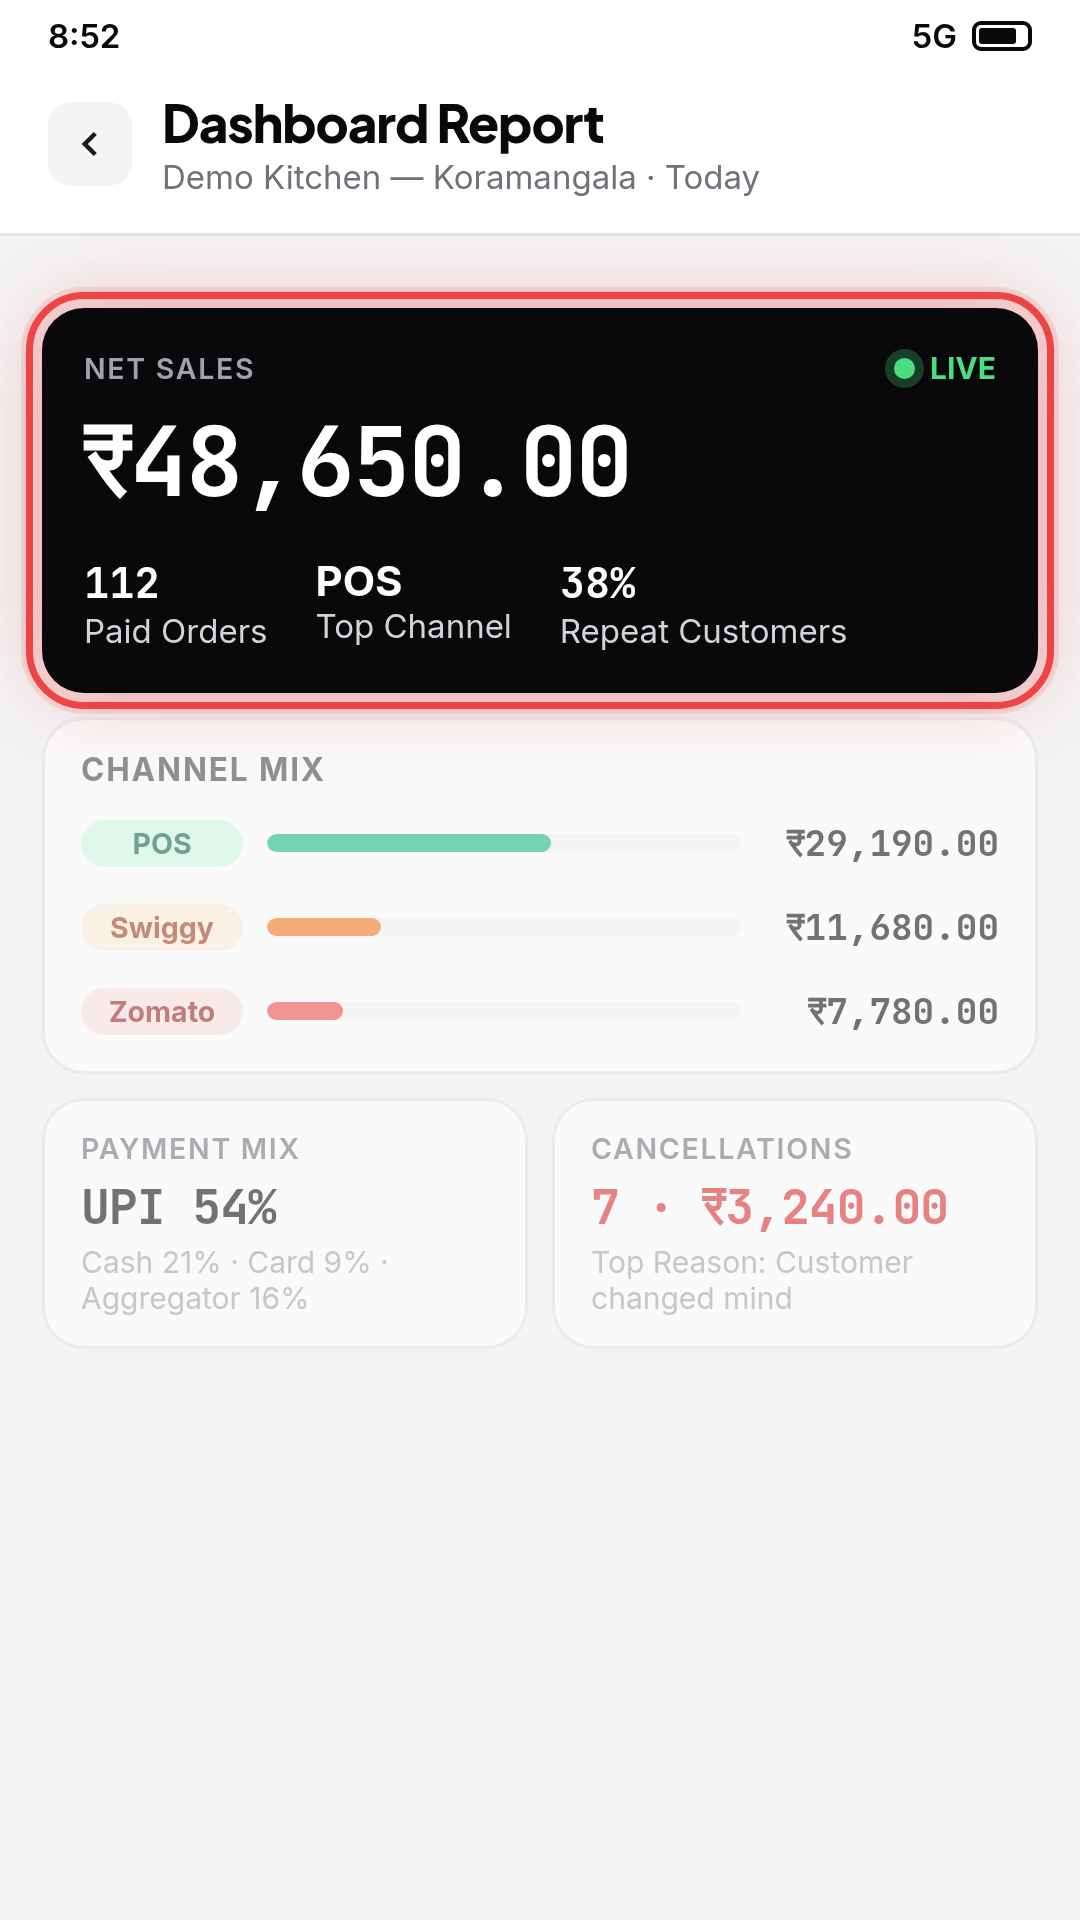 8:52
5G
Dashboard Report
Demo Kitchen — Koramangala · Today
NET SALES
LIVE
₹48,650.00
112
POS
38%
Paid Orders
Top Channel
Repeat Customers
CHANNEL MIX
POS
₹29,190.00
Swiggy
₹11,680.00
Zomato
₹7,780.00
PAYMENT MIX
UPI 54%
Cash 21% · Card 9% ·
Aggregator 16%
CANCELLATIONS
7 · ₹3,240.00
Top Reason: Customer
changed mind